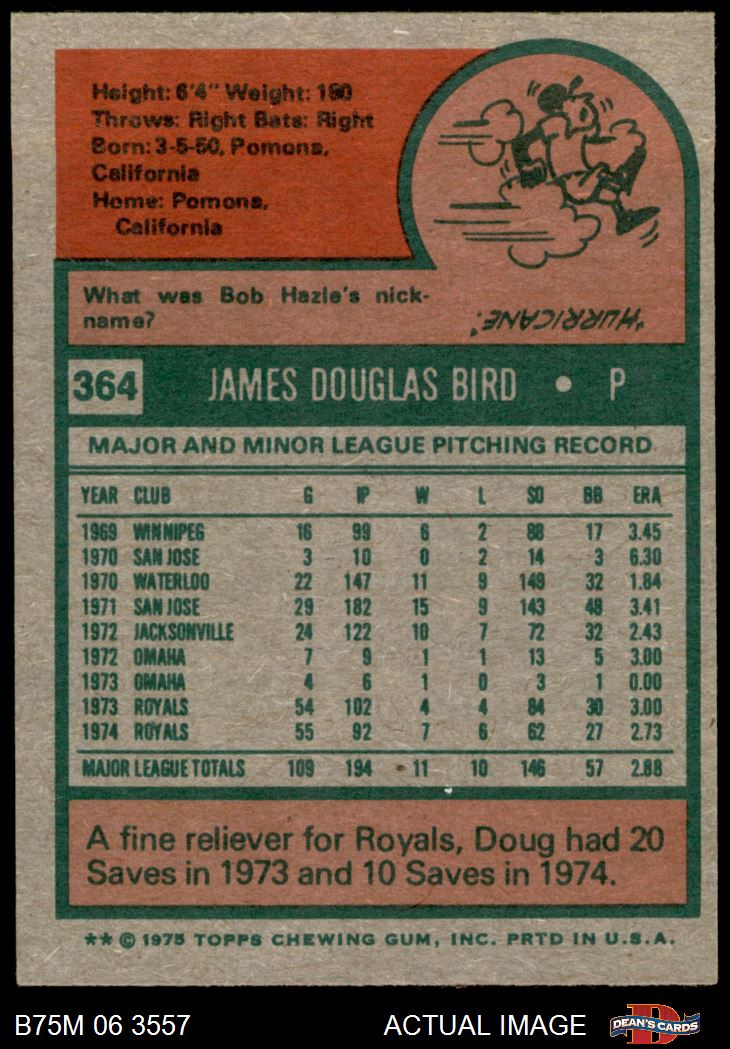 Height: 6'4" Weight: 180
Throws: Right Bats: Right
Born: 3-5-50, Pomona,
California
Home: Pomona,
California
What was Bob Hazle's nick-
name?
"HURRICANE."
364 JAMES DOUGLAS BIRD • P
MAJOR AND MINOR LEAGUE PITCHING RECORD
YEAR CLUB G IP W L SO BB ERA
1969 WINNIPEG 16 99 6 2 88 17 3.45
1970 SAN JOSE 3 10 0 2 14 3 6.30
1970 WATERLOO 22 147 11 9 149 32 1.84
1971 SAN JOSE 29 182 15 9 143 48 3.41
1972 JACKSONVILLE 24 122 10 7 72 32 2.43
1972 OMAHA 7 9 1 1 13 5 3.00
1973 OMAHA 4 6 1 0 3 1 0.00
1973 ROYALS 54 102 4 4 84 30 3.00
1974 ROYALS 55 92 7 6 62 27 2.73
MAJOR LEAGUE TOTALS 109 194 11 10 146 57 2.88
A fine reliever for Royals, Doug had 20
Saves in 1973 and 10 Saves in 1974.
** © 1975 TOPPS CHEWING GUM, INC. PRTD IN U.S.A.
B75M 06 3557 ACTUAL IMAGE DEAN'S CARDS